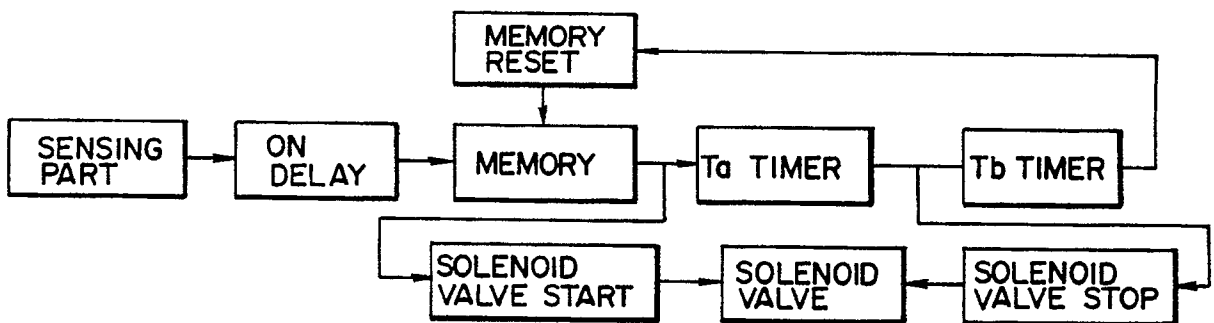 MEMORY
RESET
SENSING
PART
ON
DELAY
MEMORY
Ta TIMER
Tb TIMER
SOLENOID
VALVE START
SOLENOID
VALVE
SOLENOID
VALVE STOP